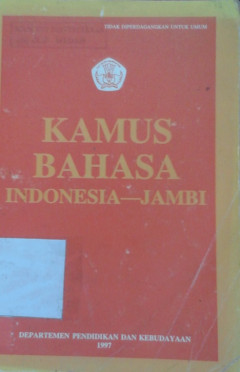 TIDAK DIPERDAGANGKAN UNTUK UMUM
KAMUS
BAHASA
INDONESIA—JAMBI
DEPARTEMEN PENDIDIKAN DAN KEBUDAYAAN
1997